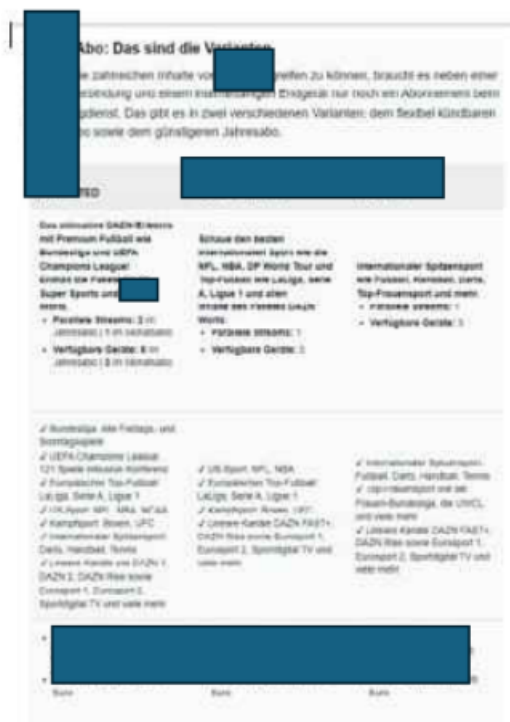 Abo: Das sind die Varianten
zahlreichen Inhalte greifen zu können, braucht es neben einer
und einem Endgerät nur noch ein Abonnement beim
Das gibt es in zwei verschiedenen Varianten: dem flexibel kündbaren
sowie dem günstigeren Jahresabo.
mit Premium Fußball wie
Bundesliga und UEFA
Champions League!
Super Sports und
World.
• Parallele Streams: 2 im
Jahresabo | 1 im Monatsabo
• Verfügbare Geräte: 6 im
Jahresabo | 3 im Monatsabo
Schaue den besten
internationalen Sport wie die
NFL, NBA, DP World Tour und
Top-Fußball wie LaLiga, Serie
A, Ligue 1 und allen
Inhalte des Paketes DAZN
World.
• Parallele Streams: 1
• Verfügbare Geräte: 3
Internationaler Spitzensport
wie Fussball, Handball, Darts,
Top-Frauensport und mehr.
• Parallele Streams: 1
• Verfügbare Geräte: 3
✓ Bundesliga: Alle Freitags- und
Sonntagsspiele
✓ UEFA Champions League:
121 Spiele inklusive Konferenz
✓ Europäischer Top-Fußball:
LaLiga, Serie A, Ligue 1
✓ US-Sport: NFL, NBA, NCAA
✓ Kampfsport: Boxen, UFC
✓ Internationaler Spitzensport:
Darts, Handball, Tennis
✓ Lineare Kanäle wie DAZN 1,
DAZN 2, DAZN Rise sowie
Eurosport 1, Eurosport 2,
Sportdigital TV und viele mehr
✓ US-Sport: NFL, NBA
✓ Europäischer Top-Fußball:
LaLiga, Serie A, Ligue 1
✓ Kampfsport: Boxen, UFC
✓ Lineare Kanäle DAZN FAST+,
DAZN Rise sowie Eurosport 1,
Eurosport 2, Sportdigital TV und
viele mehr
✓ Internationaler Spitzensport:
Fußball, Darts, Handball, Tennis
✓ Top-Frauensport wie die
Frauen-Bundesliga, die UWCL
und viele mehr
✓ Lineare Kanäle DAZN FAST+,
DAZN Rise sowie Eurosport 1,
Eurosport 2, Sportdigital TV und
viele mehr
Euro
Euro
Euro